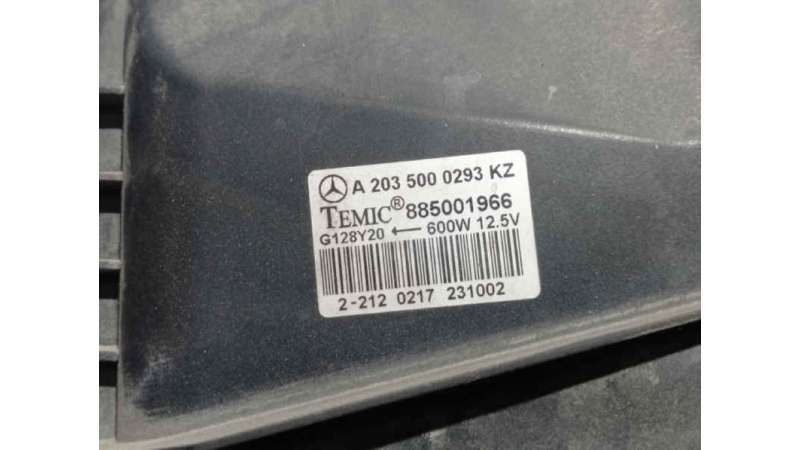 A 203 500 0293 KZ
TEMIC® 885001966
G128Y20 ← 600W 12.5V
2-212 0217 231002